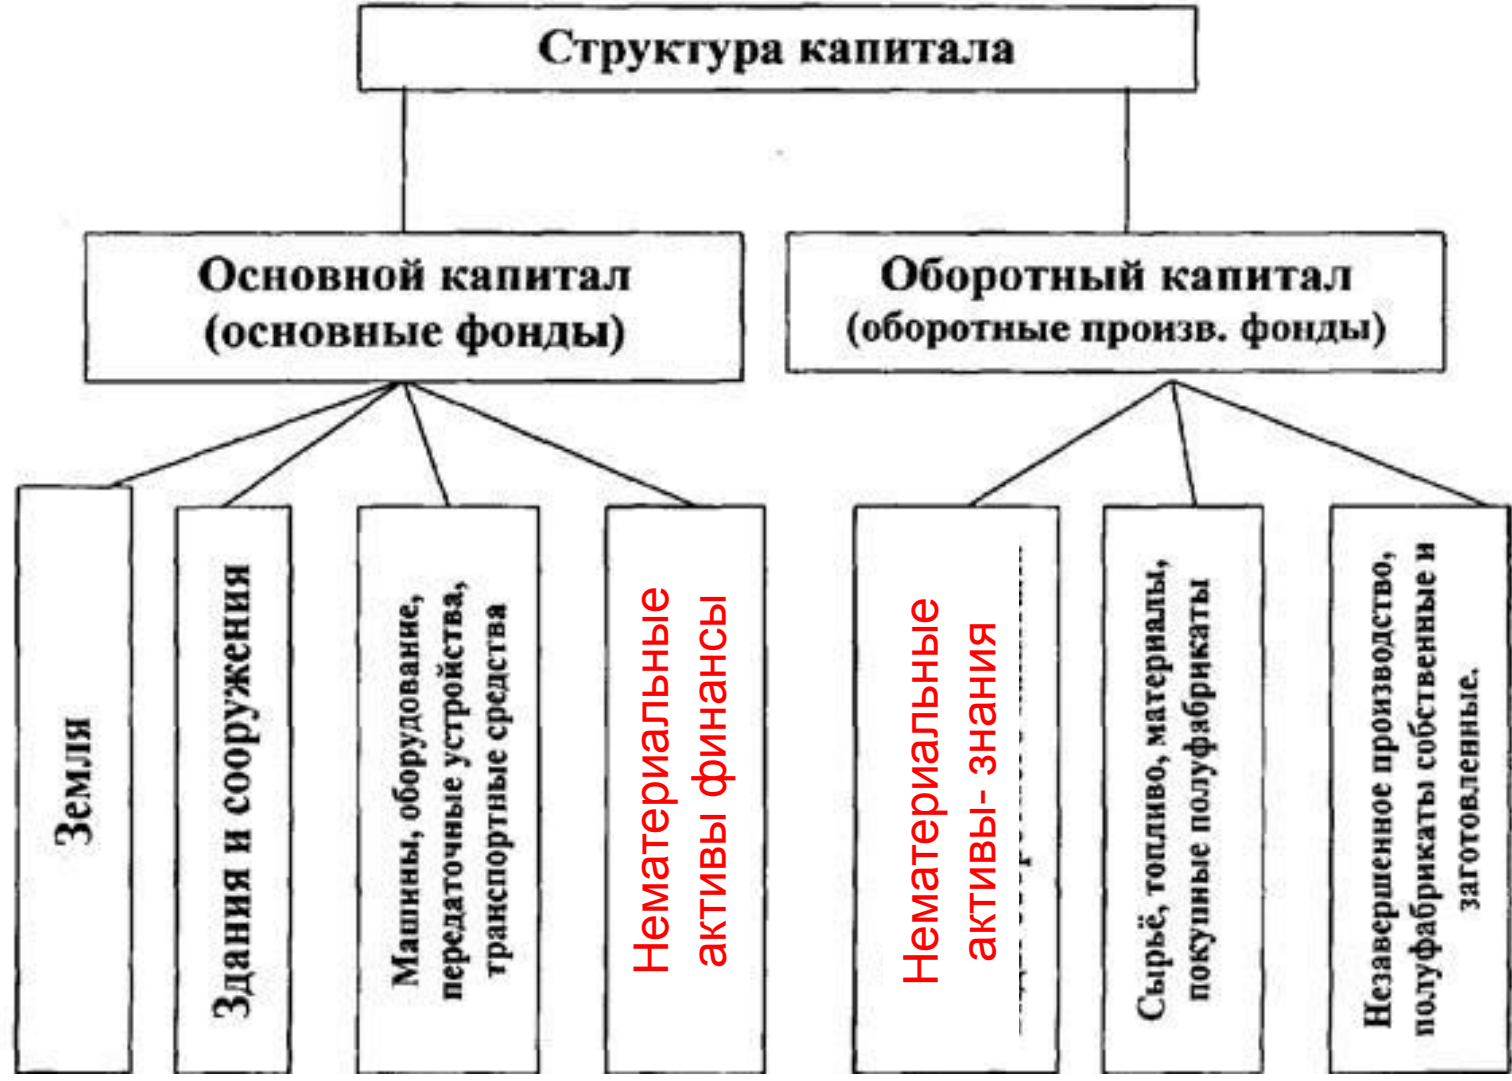 Структура капитала
Основной капитал
(основные фонды)
Оборотный капитал
(оборотные произв. фонды)
Земля
Здания и сооружения
Машины, оборудование,
передаточные устройства,
транспортные средства
Нематериальные
активы финансы
Нематериальные
активы- знания
Сырьё, топливо, материалы,
покупные полуфабрикаты
Незавершенное производство,
полуфабрикаты собственные и
заготовленные.